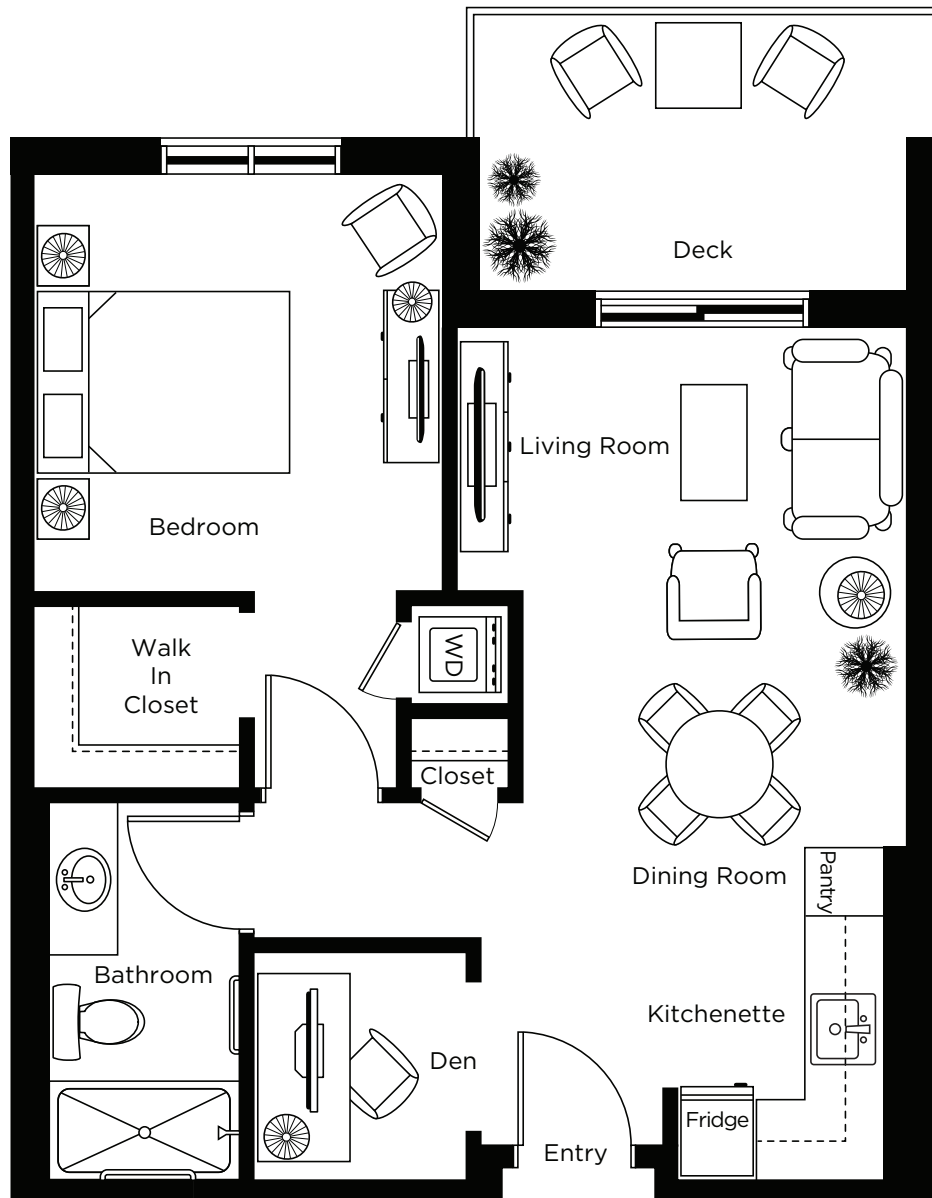 Deck
Living Room
Bedroom
Walk
In
Closet
WD
Closet
Dining Room
Pantry
Bathroom
Kitchenette
Den
Fridge
Entry